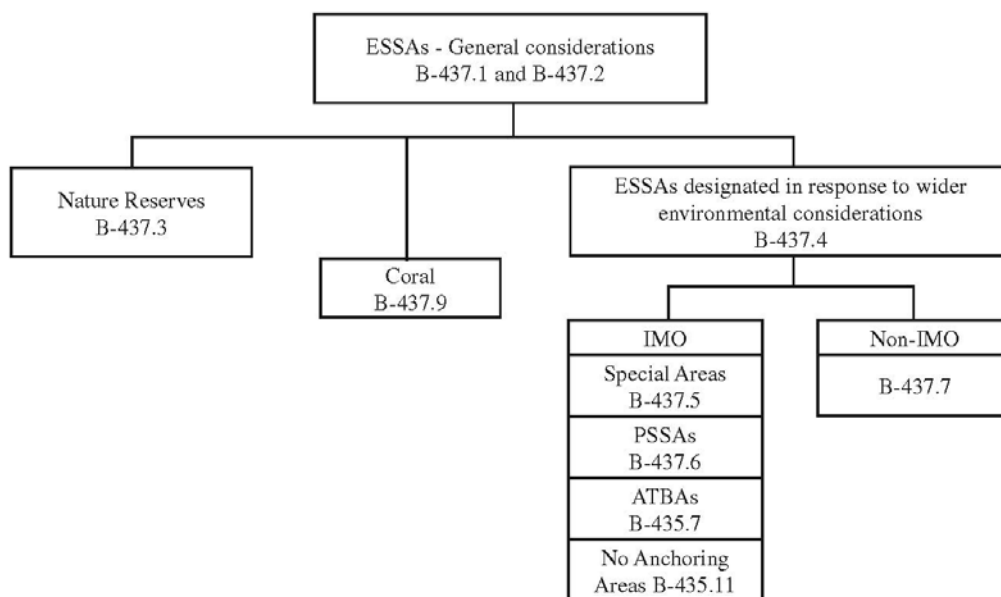 ESSAs - General considerations
B-437.1 and B-437.2
Nature Reserves
B-437.3
Coral
B-437.9
ESSAs designated in response to wider
environmental considerations
B-437.4
IMO
Special Areas
B-437.5
PSSAs
B-437.6
ATBAs
B-435.7
No Anchoring
Areas B-435.11
Non-IMO
B-437.7